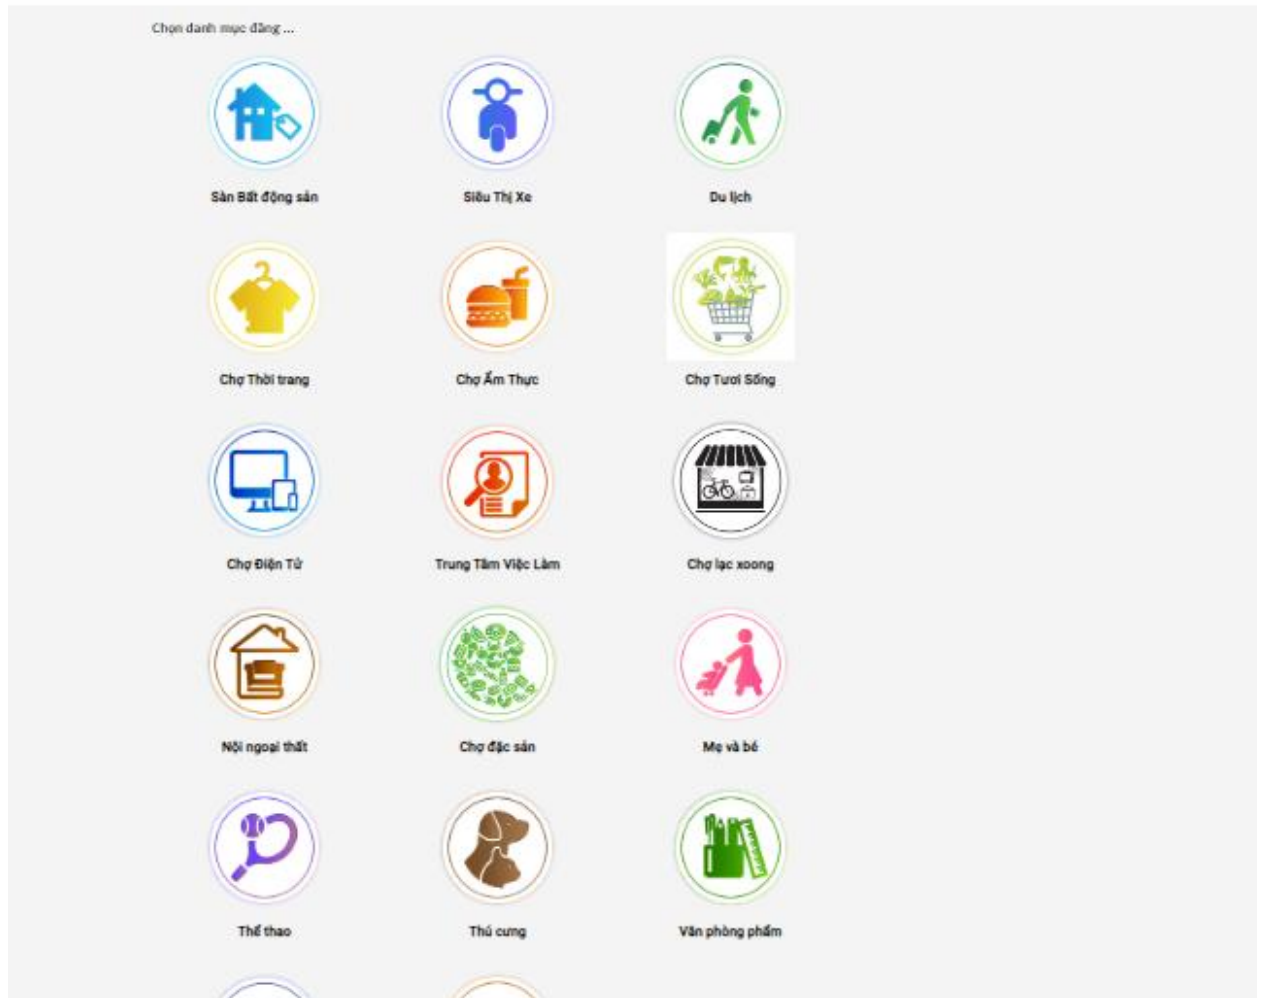 Chọn danh mục đăng ...
Sàn Bất động sản
Siêu Thị Xe
Du lịch
Chợ Thời trang
Chợ Ẩm Thực
Chợ Tươi Sống
Chợ Điện Tử
Trung Tâm Việc Làm
Chợ lạc xoong
Nội ngoại thất
Chợ đặc sản
Mẹ và bé
Thể thao
Thú cưng
Văn phòng phẩm